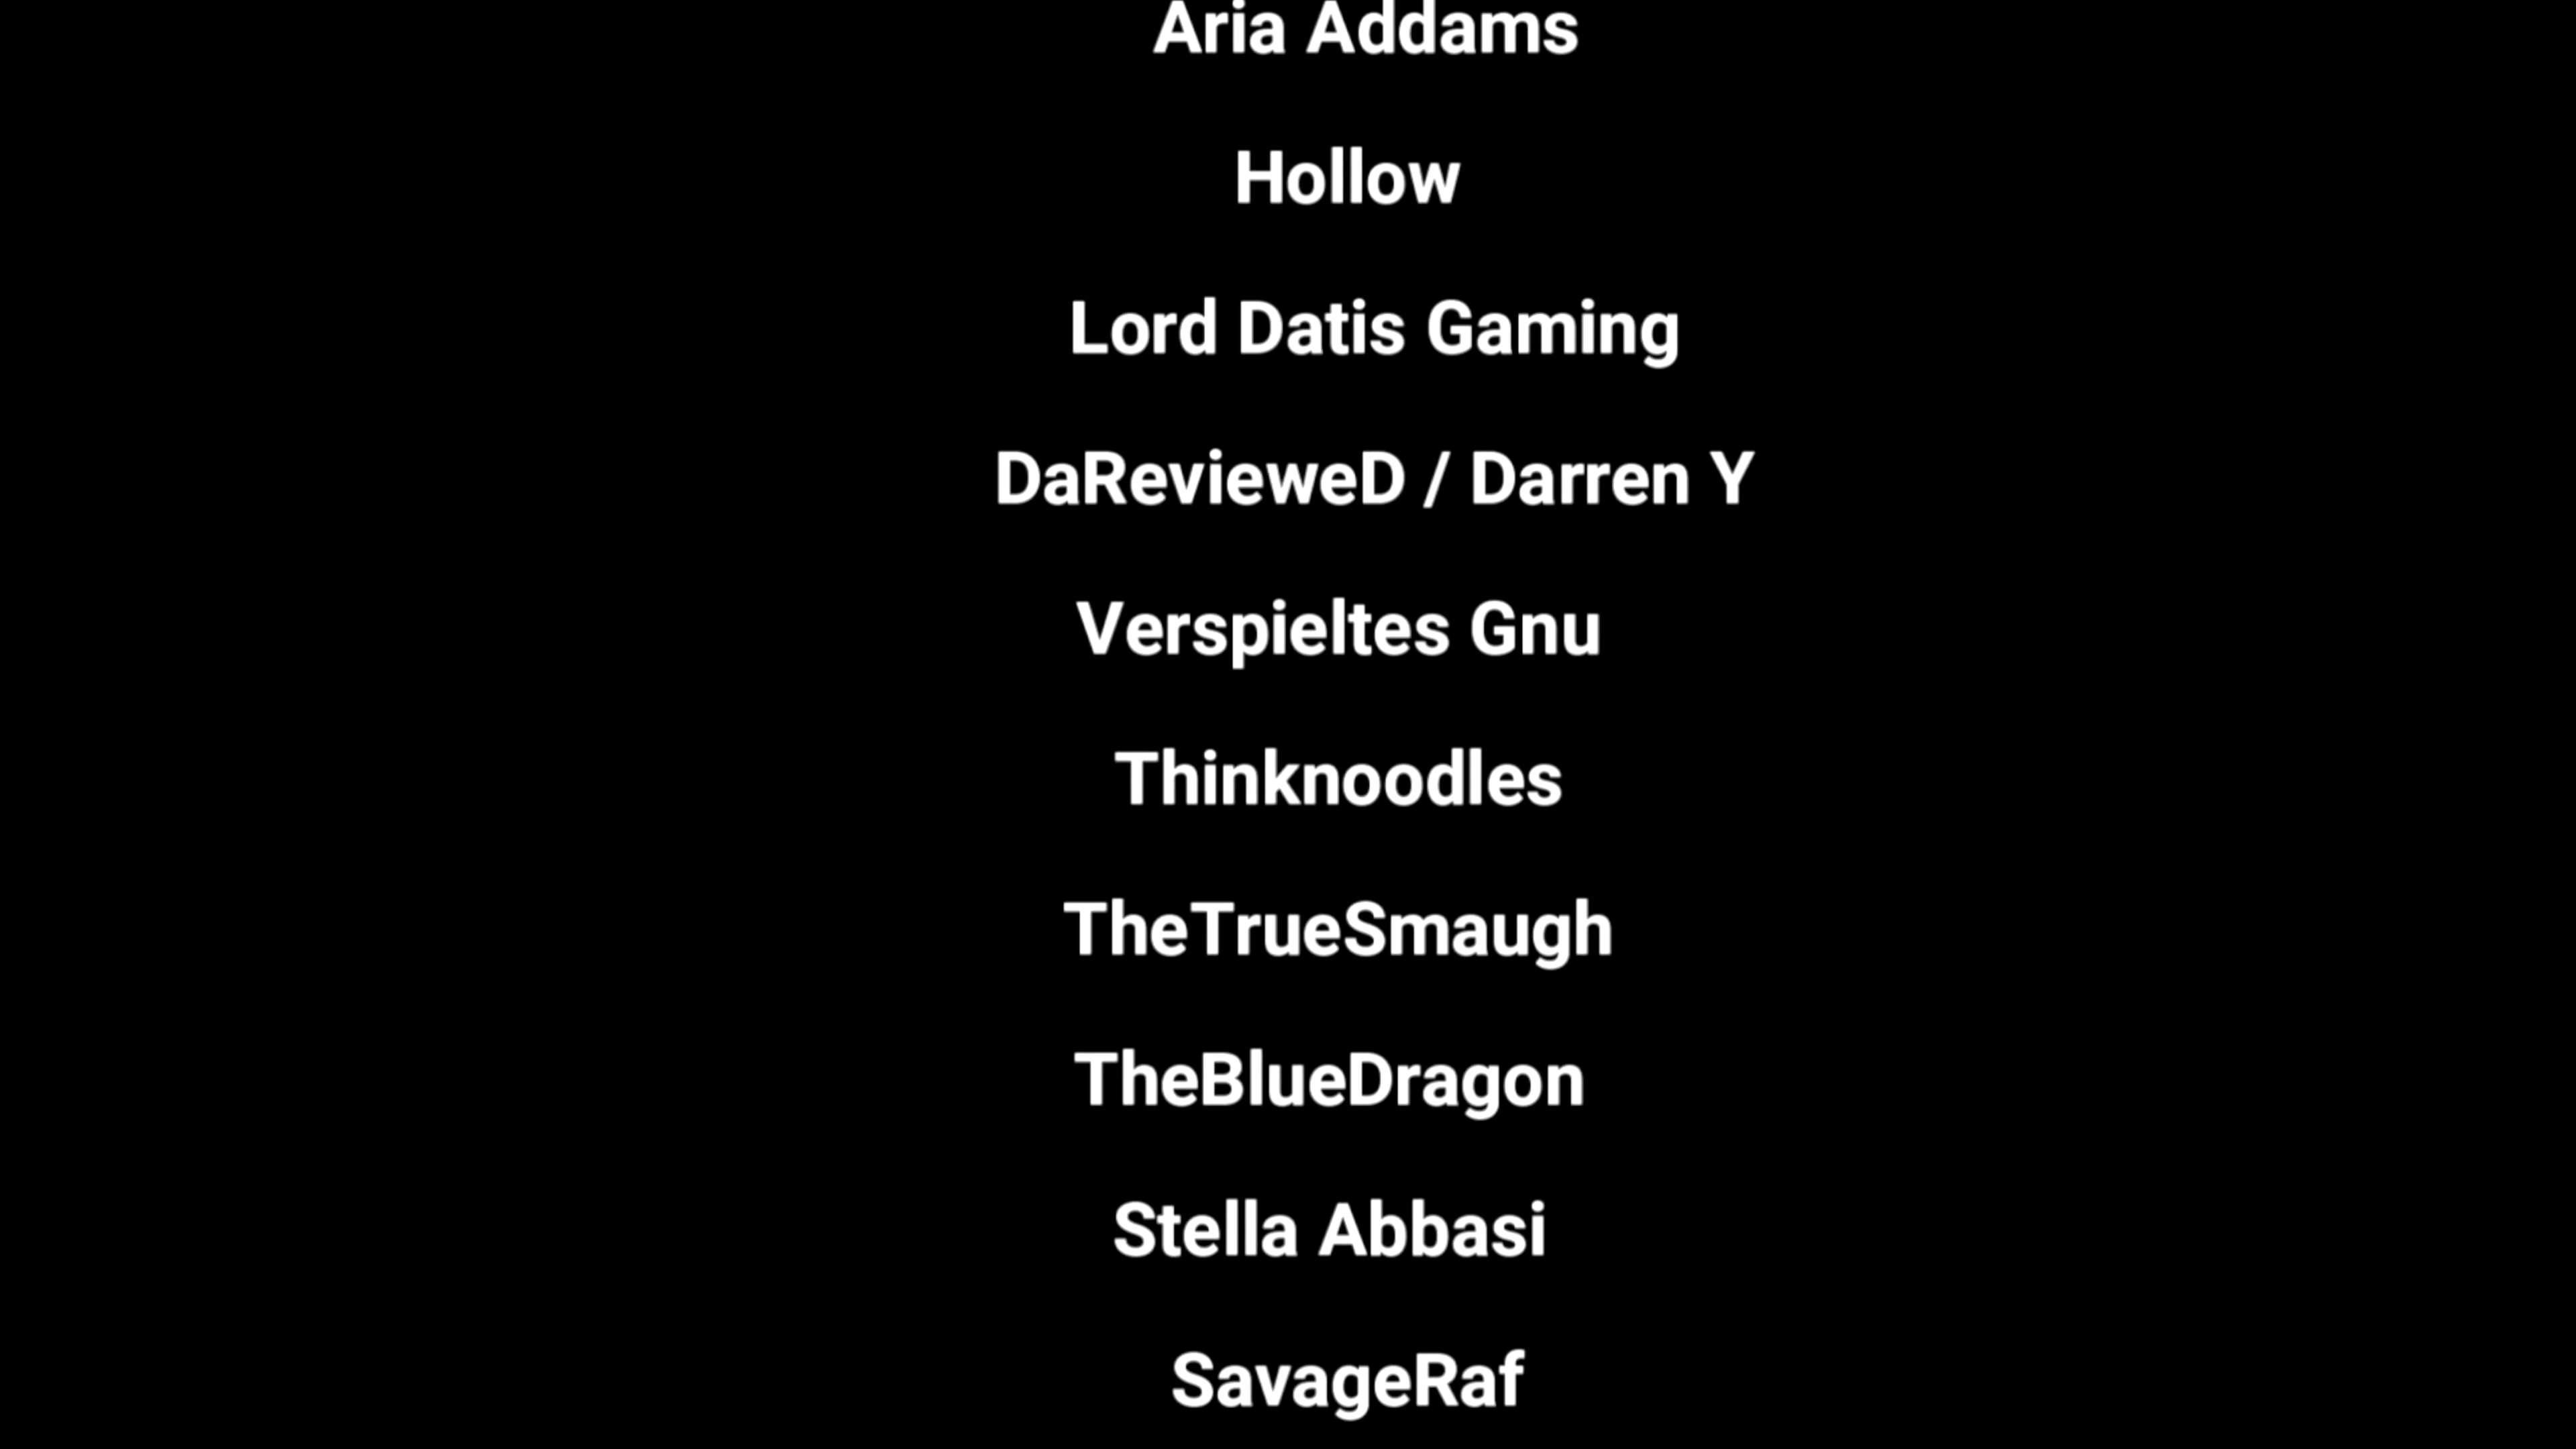 Aria Addams
Hollow
Lord Datis Gaming
DaRevieweD / Darren Y
Verspieltes Gnu
Thinknoodles
TheTrueSmaugh
TheBlueDragon
Stella Abbasi
SavageRaf